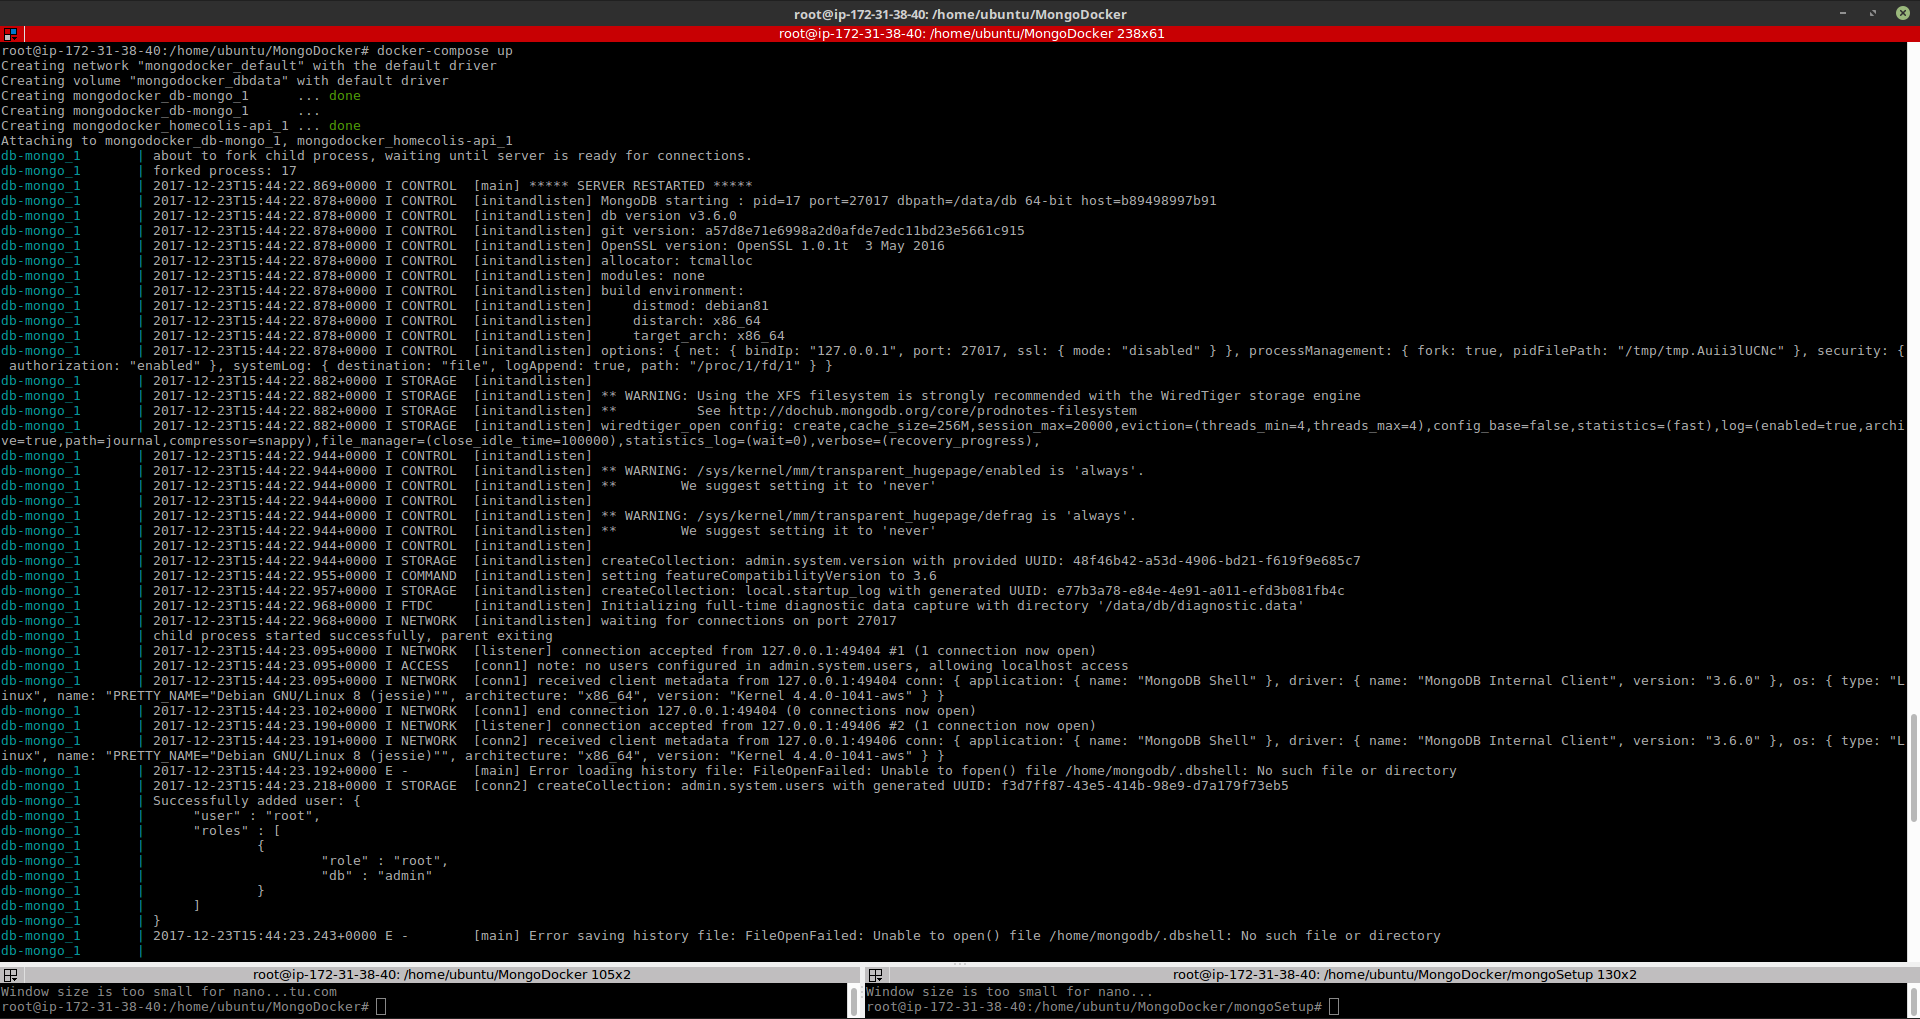 root@ip-172-31-38-40: /home/ubuntu/MongoDocker
root@ip-172-31-38-40: /home/ubuntu/MongoDocker 238x61
root@ip-172-31-38-40:/home/ubuntu/MongoDocker# docker-compose up
Creating network "mongodocker_default" with the default driver
Creating volume "mongodocker_dbdata" with default driver
Creating mongodocker_db-mongo_1      ... done
Creating mongodocker_db-mongo_1      ...
Creating mongodocker_homecolis-api_1 ... done
Attaching to mongodocker_db-mongo_1, mongodocker_homecolis-api_1
db-mongo_1       | about to fork child process, waiting until server is ready for connections.
db-mongo_1       | forked process: 17
db-mongo_1       | 2017-12-23T15:44:22.869+0000 I CONTROL  [main] ***** SERVER RESTARTED *****
db-mongo_1       | 2017-12-23T15:44:22.878+0000 I CONTROL  [initandlisten] MongoDB starting : pid=17 port=27017 dbpath=/data/db 64-bit host=b89498997b91
db-mongo_1       | 2017-12-23T15:44:22.878+0000 I CONTROL  [initandlisten] db version v3.6.0
db-mongo_1       | 2017-12-23T15:44:22.878+0000 I CONTROL  [initandlisten] git version: a57d8e71e6998a2d0afde7edc11bd23e5661c915
db-mongo_1       | 2017-12-23T15:44:22.878+0000 I CONTROL  [initandlisten] OpenSSL version: OpenSSL 1.0.1t  3 May 2016
db-mongo_1       | 2017-12-23T15:44:22.878+0000 I CONTROL  [initandlisten] allocator: tcmalloc
db-mongo_1       | 2017-12-23T15:44:22.878+0000 I CONTROL  [initandlisten] modules: none
db-mongo_1       | 2017-12-23T15:44:22.878+0000 I CONTROL  [initandlisten] build environment:
db-mongo_1       | 2017-12-23T15:44:22.878+0000 I CONTROL  [initandlisten]     distmod: debian81
db-mongo_1       | 2017-12-23T15:44:22.878+0000 I CONTROL  [initandlisten]     distarch: x86_64
db-mongo_1       | 2017-12-23T15:44:22.878+0000 I CONTROL  [initandlisten]     target_arch: x86_64
db-mongo_1       | 2017-12-23T15:44:22.878+0000 I CONTROL  [initandlisten] options: { net: { bindIp: "127.0.0.1", port: 27017, ssl: { mode: "disabled" } }, processManagement: { fork: true, pidFilePath: "/tmp/tmp.Auii3lUCNc" }, security: {
 authorization: "enabled" }, systemLog: { destination: "file", logAppend: true, path: "/proc/1/fd/1" } }
db-mongo_1       | 2017-12-23T15:44:22.882+0000 I STORAGE  [initandlisten]
db-mongo_1       | 2017-12-23T15:44:22.882+0000 I STORAGE  [initandlisten] ** WARNING: Using the XFS filesystem is strongly recommended with the WiredTiger storage engine
db-mongo_1       | 2017-12-23T15:44:22.882+0000 I STORAGE  [initandlisten] **          See http://dochub.mongodb.org/core/prodnotes-filesystem
db-mongo_1       | 2017-12-23T15:44:22.882+0000 I STORAGE  [initandlisten] wiredtiger_open config: create,cache_size=256M,session_max=20000,eviction=(threads_min=4,threads_max=4),config_base=false,statistics=(fast),log=(enabled=true,archi
ve=true,path=journal,compressor=snappy),file_manager=(close_idle_time=100000),statistics_log=(wait=0),verbose=(recovery_progress),
db-mongo_1       | 2017-12-23T15:44:22.944+0000 I CONTROL  [initandlisten]
db-mongo_1       | 2017-12-23T15:44:22.944+0000 I CONTROL  [initandlisten] ** WARNING: /sys/kernel/mm/transparent_hugepage/enabled is 'always'.
db-mongo_1       | 2017-12-23T15:44:22.944+0000 I CONTROL  [initandlisten] **        We suggest setting it to 'never'
db-mongo_1       | 2017-12-23T15:44:22.944+0000 I CONTROL  [initandlisten]
db-mongo_1       | 2017-12-23T15:44:22.944+0000 I CONTROL  [initandlisten] ** WARNING: /sys/kernel/mm/transparent_hugepage/defrag is 'always'.
db-mongo_1       | 2017-12-23T15:44:22.944+0000 I CONTROL  [initandlisten] **        We suggest setting it to 'never'
db-mongo_1       | 2017-12-23T15:44:22.944+0000 I CONTROL  [initandlisten]
db-mongo_1       | 2017-12-23T15:44:22.944+0000 I STORAGE  [initandlisten] createCollection: admin.system.version with provided UUID: 48f46b42-a53d-4906-bd21-f619f9e685c7
db-mongo_1       | 2017-12-23T15:44:22.955+0000 I COMMAND  [initandlisten] setting featureCompatibilityVersion to 3.6
db-mongo_1       | 2017-12-23T15:44:22.957+0000 I STORAGE  [initandlisten] createCollection: local.startup_log with generated UUID: e77b3a78-e84e-4e91-a011-efd3b081fb4c
db-mongo_1       | 2017-12-23T15:44:22.968+0000 I FTDC     [initandlisten] Initializing full-time diagnostic data capture with directory '/data/db/diagnostic.data'
db-mongo_1       | 2017-12-23T15:44:22.968+0000 I NETWORK  [initandlisten] waiting for connections on port 27017
db-mongo_1       | child process started successfully, parent exiting
db-mongo_1       | 2017-12-23T15:44:23.095+0000 I NETWORK  [listener] connection accepted from 127.0.0.1:49404 #1 (1 connection now open)
db-mongo_1       | 2017-12-23T15:44:23.095+0000 I ACCESS   [conn1] note: no users configured in admin.system.users, allowing localhost access
db-mongo_1       | 2017-12-23T15:44:23.095+0000 I NETWORK  [conn1] received client metadata from 127.0.0.1:49404 conn: { application: { name: "MongoDB Shell" }, driver: { name: "MongoDB Internal Client", version: "3.6.0" }, os: { type: "L
inux", name: "PRETTY_NAME="Debian GNU/Linux 8 (jessie)"", architecture: "x86_64", version: "Kernel 4.4.0-1041-aws" } }
db-mongo_1       | 2017-12-23T15:44:23.102+0000 I NETWORK  [conn1] end connection 127.0.0.1:49404 (0 connections now open)
db-mongo_1       | 2017-12-23T15:44:23.190+0000 I NETWORK  [listener] connection accepted from 127.0.0.1:49406 #2 (1 connection now open)
db-mongo_1       | 2017-12-23T15:44:23.191+0000 I NETWORK  [conn2] received client metadata from 127.0.0.1:49406 conn: { application: { name: "MongoDB Shell" }, driver: { name: "MongoDB Internal Client", version: "3.6.0" }, os: { type: "L
inux", name: "PRETTY_NAME="Debian GNU/Linux 8 (jessie)"", architecture: "x86_64", version: "Kernel 4.4.0-1041-aws" } }
db-mongo_1       | 2017-12-23T15:44:23.192+0000 E -        [main] Error loading history file: FileOpenFailed: Unable to fopen() file /home/mongodb/.dbshell: No such file or directory
db-mongo_1       | 2017-12-23T15:44:23.218+0000 I STORAGE  [conn2] createCollection: admin.system.users with generated UUID: f3d7ff87-43e5-414b-98e9-d7a179f73eb5
db-mongo_1       | Successfully added user: {
db-mongo_1       |      "user" : "root",
db-mongo_1       |      "roles" : [
db-mongo_1       |              {
db-mongo_1       |                      "role" : "root",
db-mongo_1       |                      "db" : "admin"
db-mongo_1       |              }
db-mongo_1       |      ]
db-mongo_1       | }
db-mongo_1       | 2017-12-23T15:44:23.243+0000 E -        [main] Error saving history file: FileOpenFailed: Unable to open() file /home/mongodb/.dbshell: No such file or directory
db-mongo_1       |
root@ip-172-31-38-40: /home/ubuntu/MongoDocker 105x2
Window size is too small for nano...tu.com
root@ip-172-31-38-40:/home/ubuntu/MongoDocker#
root@ip-172-31-38-40: /home/ubuntu/MongoDocker/mongoSetup 130x2
Window size is too small for nano...
root@ip-172-31-38-40:/home/ubuntu/MongoDocker/mongoSetup#